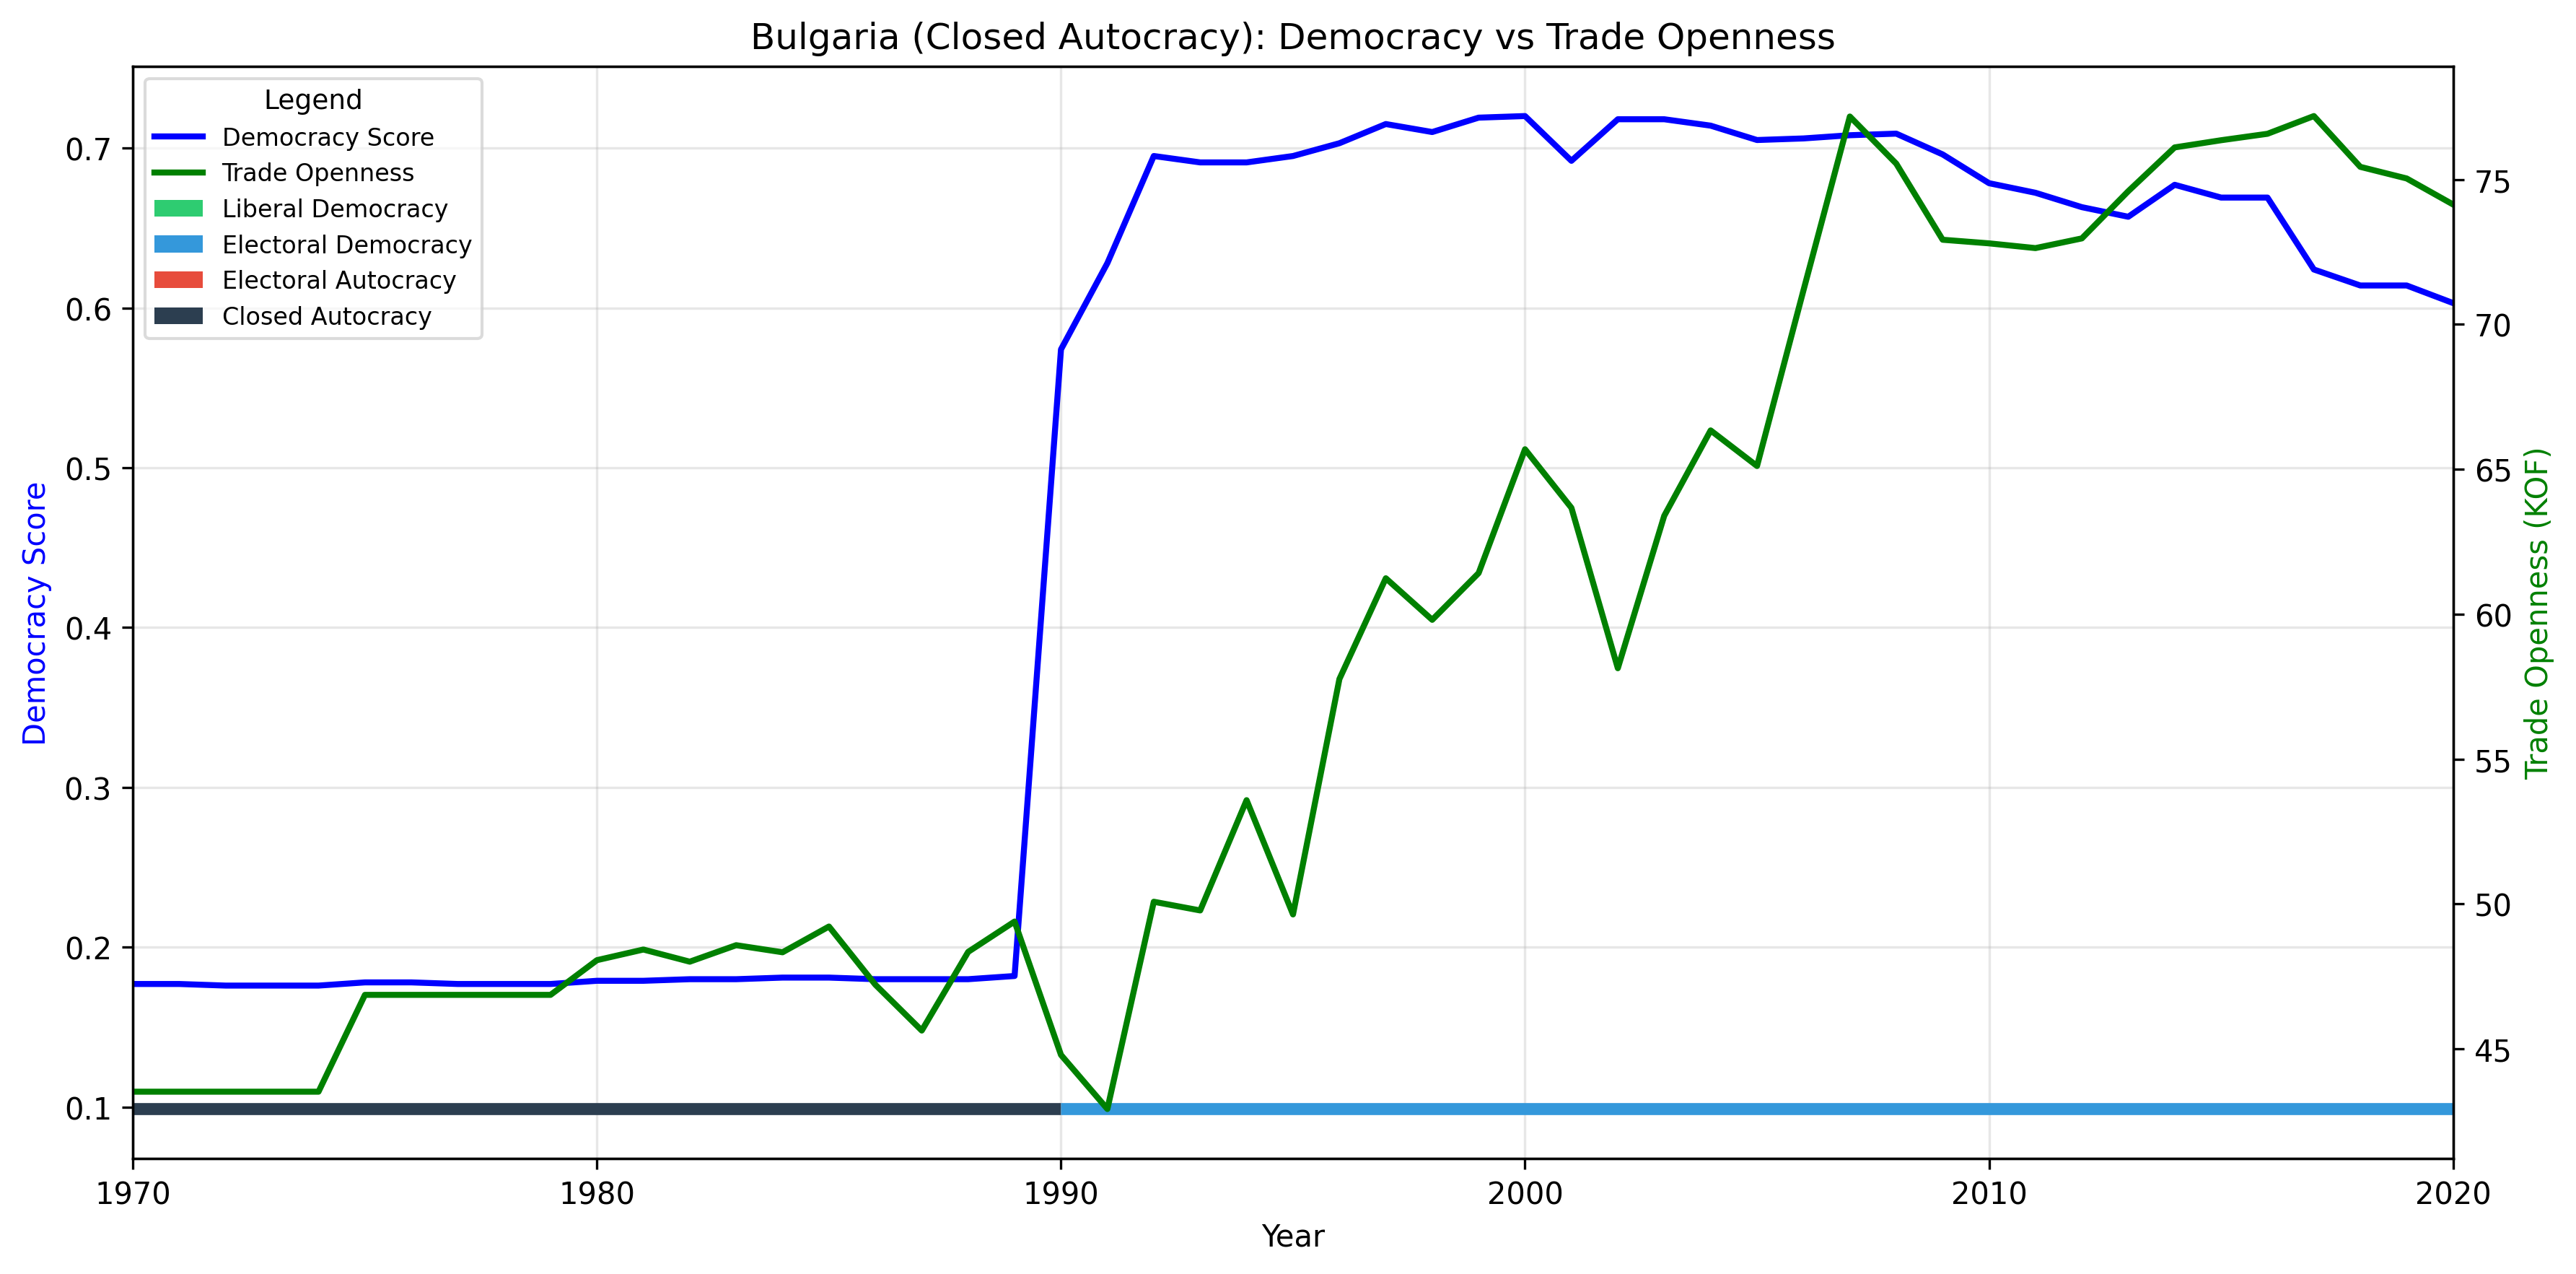 Bulgaria (Closed Autocracy): Democracy vs Trade Openness
Legend
Democracy Score
Trade Openness
Liberal Democracy
Electoral Democracy
Electoral Autocracy
Closed Autocracy
Democracy Score
0.7
0.6
0.5
0.4
0.3
0.2
0.1
75
70
65
60
55
50
45
Trade Openness (KOF)
1970
1980
1990
2000
2010
2020
Year